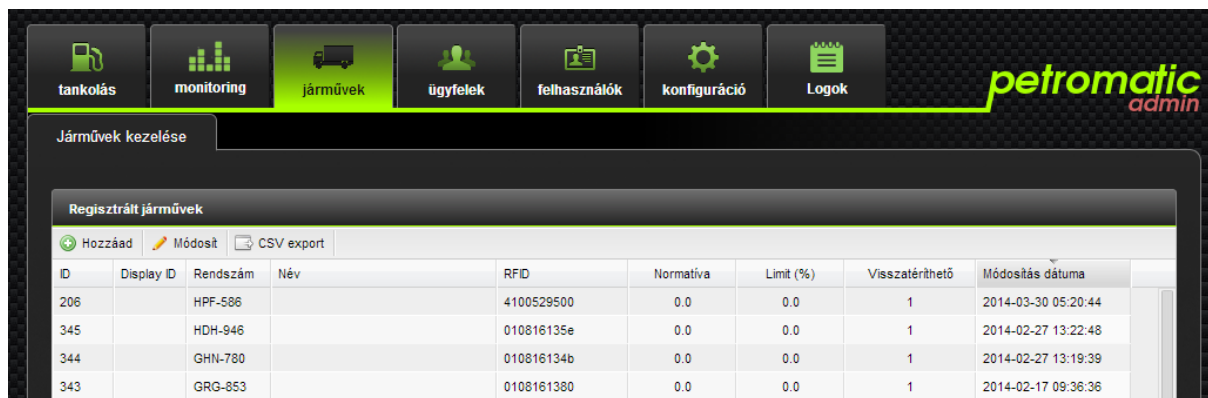 tankolás monitoring járművek ügyfelek felhasználók konfiguráció Logok
petromatic
admin
Járművek kezelése
Regisztrált járművek
Hozzáad Módosít CSV export
ID Display ID Rendszám Név RFID Normatíva Limit (%) Visszatéríthető Módosítás dátuma
206 HPF-586 4100529500 0.0 0.0 1 2014-03-30 05:20:44
345 HDH-946 010816135e 0.0 0.0 1 2014-02-27 13:22:48
344 GHN-780 010816134b 0.0 0.0 1 2014-02-27 13:19:39
343 GRG-853 0108161380 0.0 0.0 1 2014-02-17 09:36:36